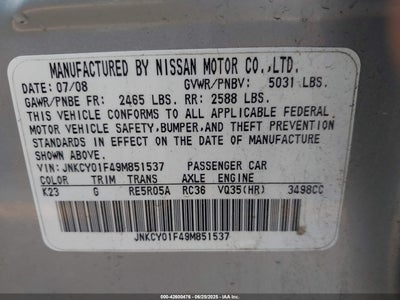 MANUFACTURED BY NISSAN MOTOR CO.,LTD.
DATE: 07/08 GVWR/PNBV: 5031 LBS.
GAWR/PNBE FR: 2465 LBS. RR: 2588 LBS.
THIS VEHICLE CONFORMS TO ALL APPLICABLE FEDERAL
MOTOR VEHICLE SAFETY, BUMPER, AND THEFT PREVENTION
STANDARDS IN EFFECT ON THE DATE OF MANUFACTURE
SHOWN ABOVE.
VIN: JNKCY01F49M851537 PASSENGER CAR
COLOR TRIM TRANS AXLE ENGINE
K23 G RE5R05A RC36 VQ35(HR) 3498CC
JNKCY01F49M851537
000-42600476 - 06/25/2025 - IAA Inc.